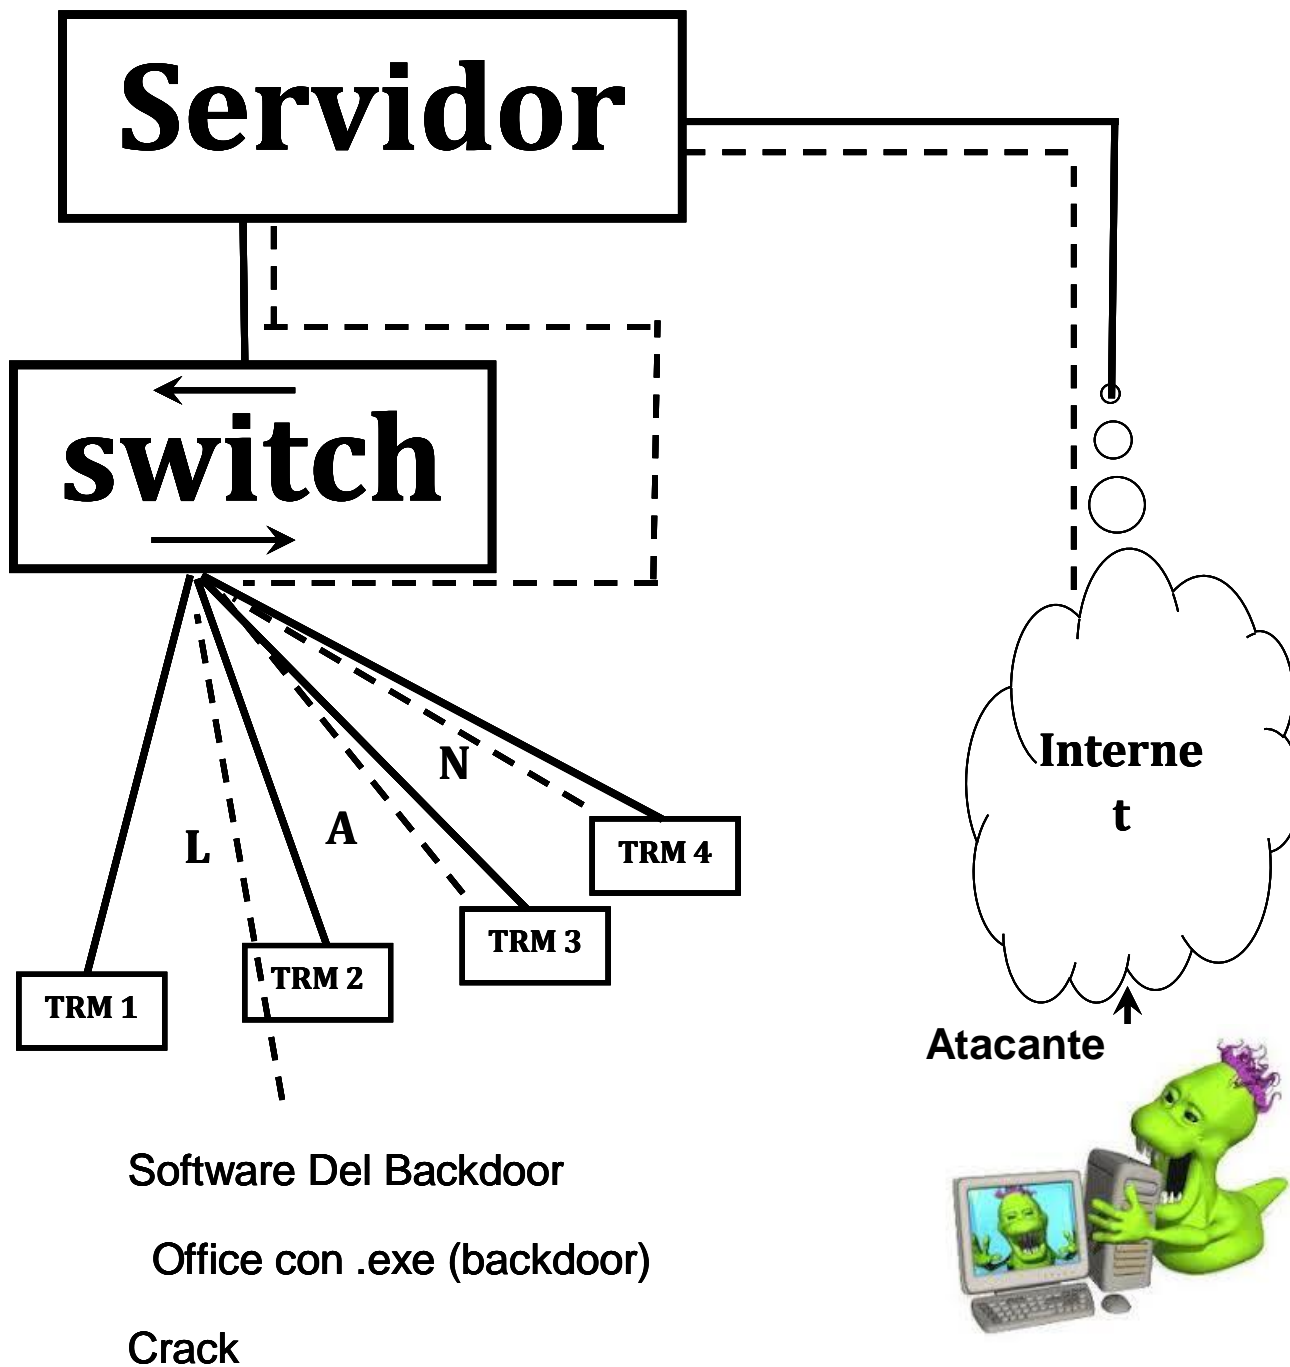 Servidor
switch
L
A
N
TRM 1
TRM 2
TRM 3
TRM 4
Interne
t
Atacante
Software Del Backdoor
Office con .exe (backdoor)
Crack